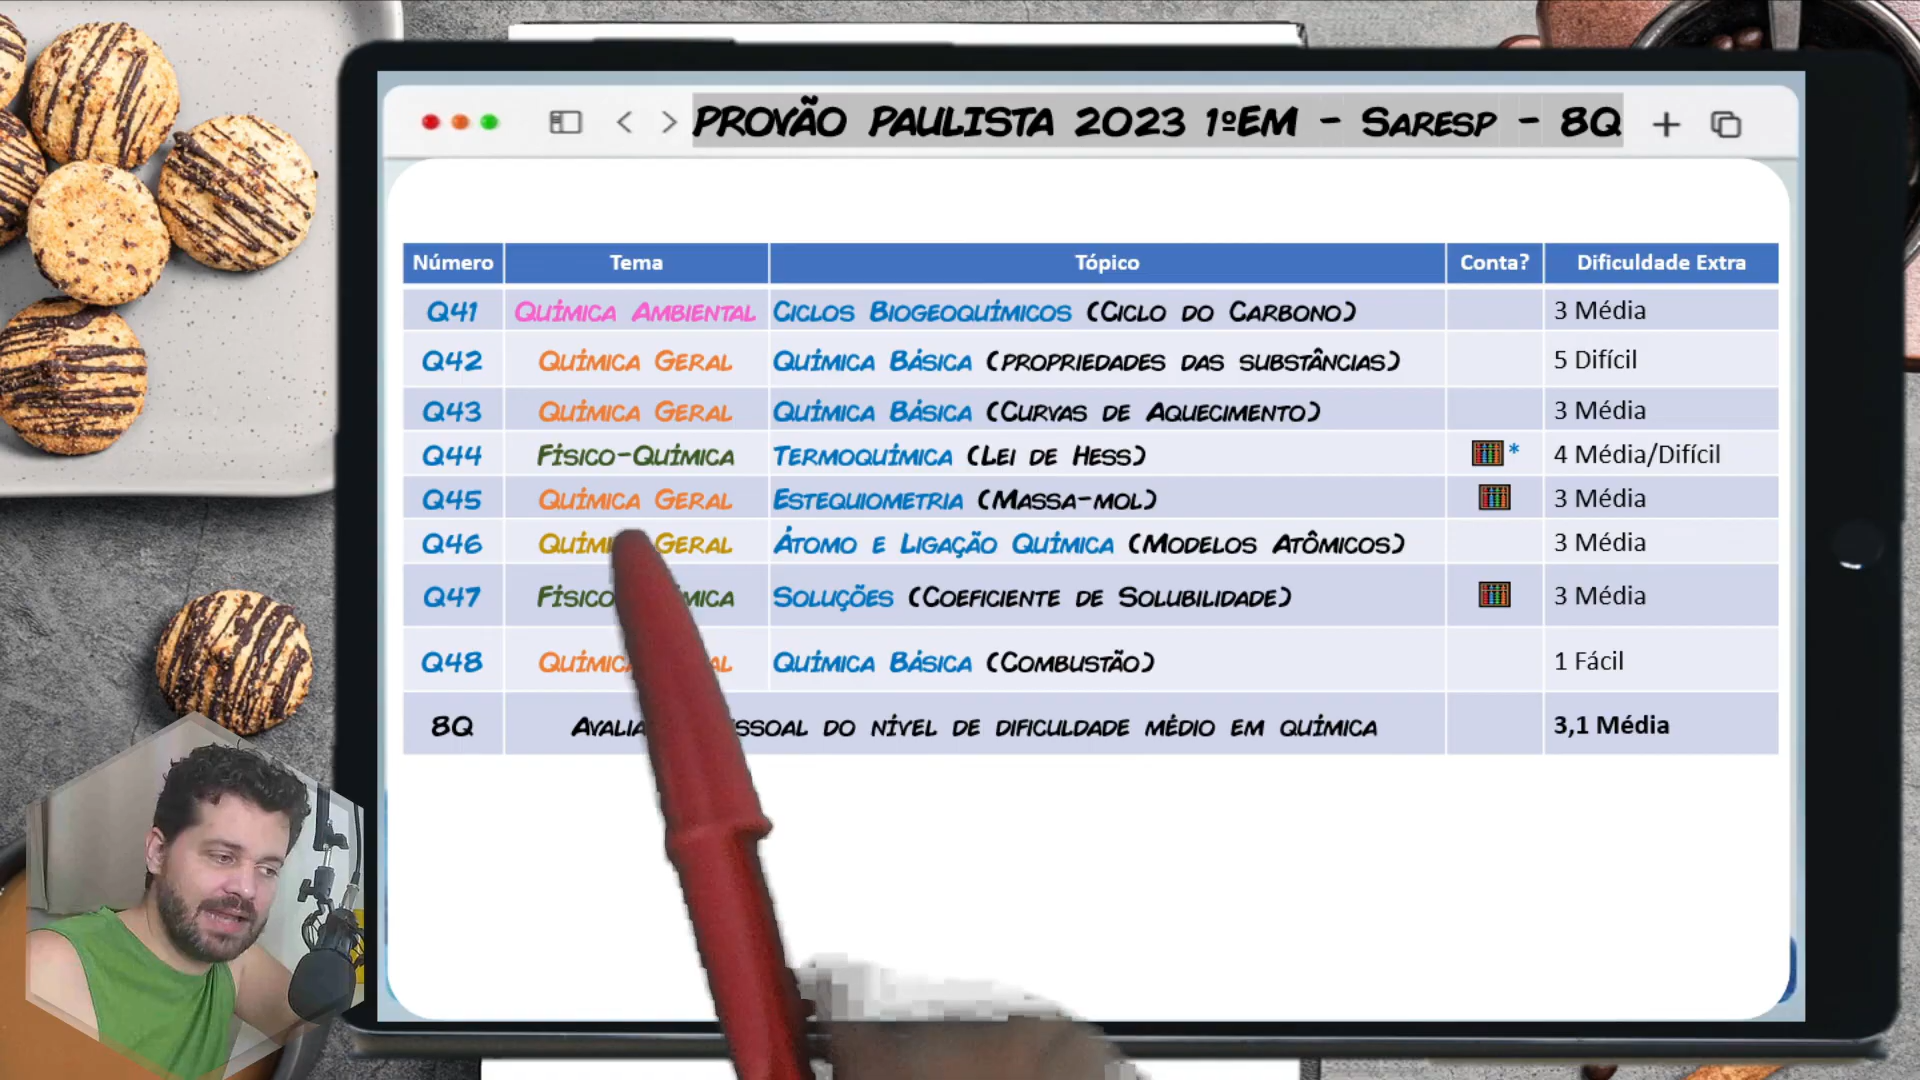 PROVÃO PAULISTA 2023 1ºEM - SARESP - 8Q
Número Tema Tópico Conta? Dificuldade Extra
Q41 QUÍMICA AMBIENTAL CICLOS BIOGEOQUÍMICOS (CICLO DO CARBONO) 3 Média
Q42 QUÍMICA GERAL QUÍMICA BÁSICA (PROPRIEDADES DAS SUBSTÂNCIAS) 5 Difícil
Q43 QUÍMICA GERAL QUÍMICA BÁSICA (CURVAS DE AQUECIMENTO) 3 Média
Q44 FÍSICO-QUÍMICA TERMOQUÍMICA (LEI DE HESS) * 4 Média/Difícil
Q45 QUÍMICA GERAL ESTEQUIOMETRIA (MASSA-MOL) 3 Média
Q46 GERAL ÁTOMO E LIGAÇÃO QUÍMICA (MODELOS ATÔMICOS) 3 Média
Q47 SOLUÇÕES (COEFICIENTE DE SOLUBILIDADE) 3 Média
Q48 QUÍMICA BÁSICA (COMBUSTÃO) 1 Fácil
8Q DO NÍVEL DE DIFICULDADE MÉDIO EM QUÍMICA 3,1 Média